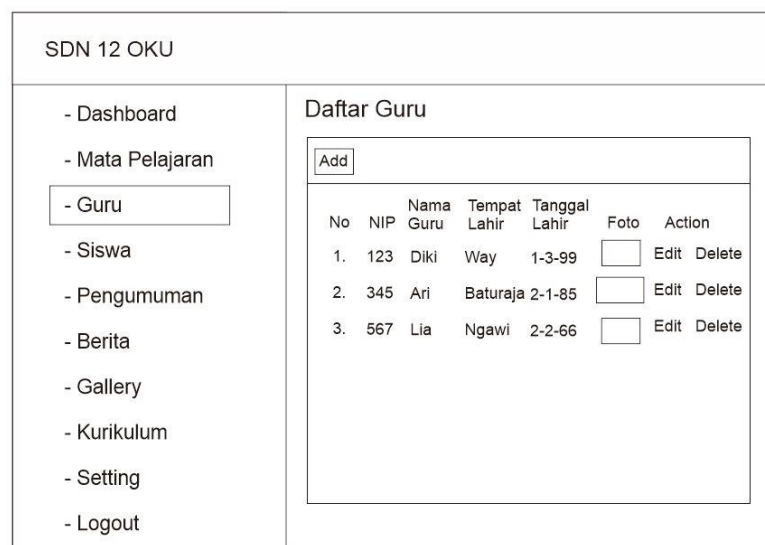 SDN 12 OKU
- Dashboard
- Mata Pelajaran
- Guru
- Siswa
- Pengumuman
- Berita
- Gallery
- Kurikulum
- Setting
- Logout
Daftar Guru
Add
No NIP Nama Guru Tempat Lahir Tanggal Lahir Foto Action
1. 123 Diki Way 1-3-99 Edit Delete
2. 345 Ari Baturaja 2-1-85 Edit Delete
3. 567 Lia Ngawi 2-2-66 Edit Delete